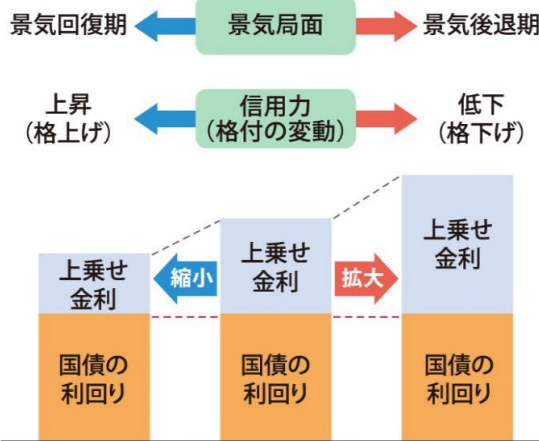 景気回復期
景気局面
景気後退期
上昇
（格上げ）
信用力
（格付の変動）
低下
（格下げ）
上乗せ
金利
縮小
上乗せ
金利
拡大
上乗せ
金利
国債の
利回り
国債の
利回り
国債の
利回り